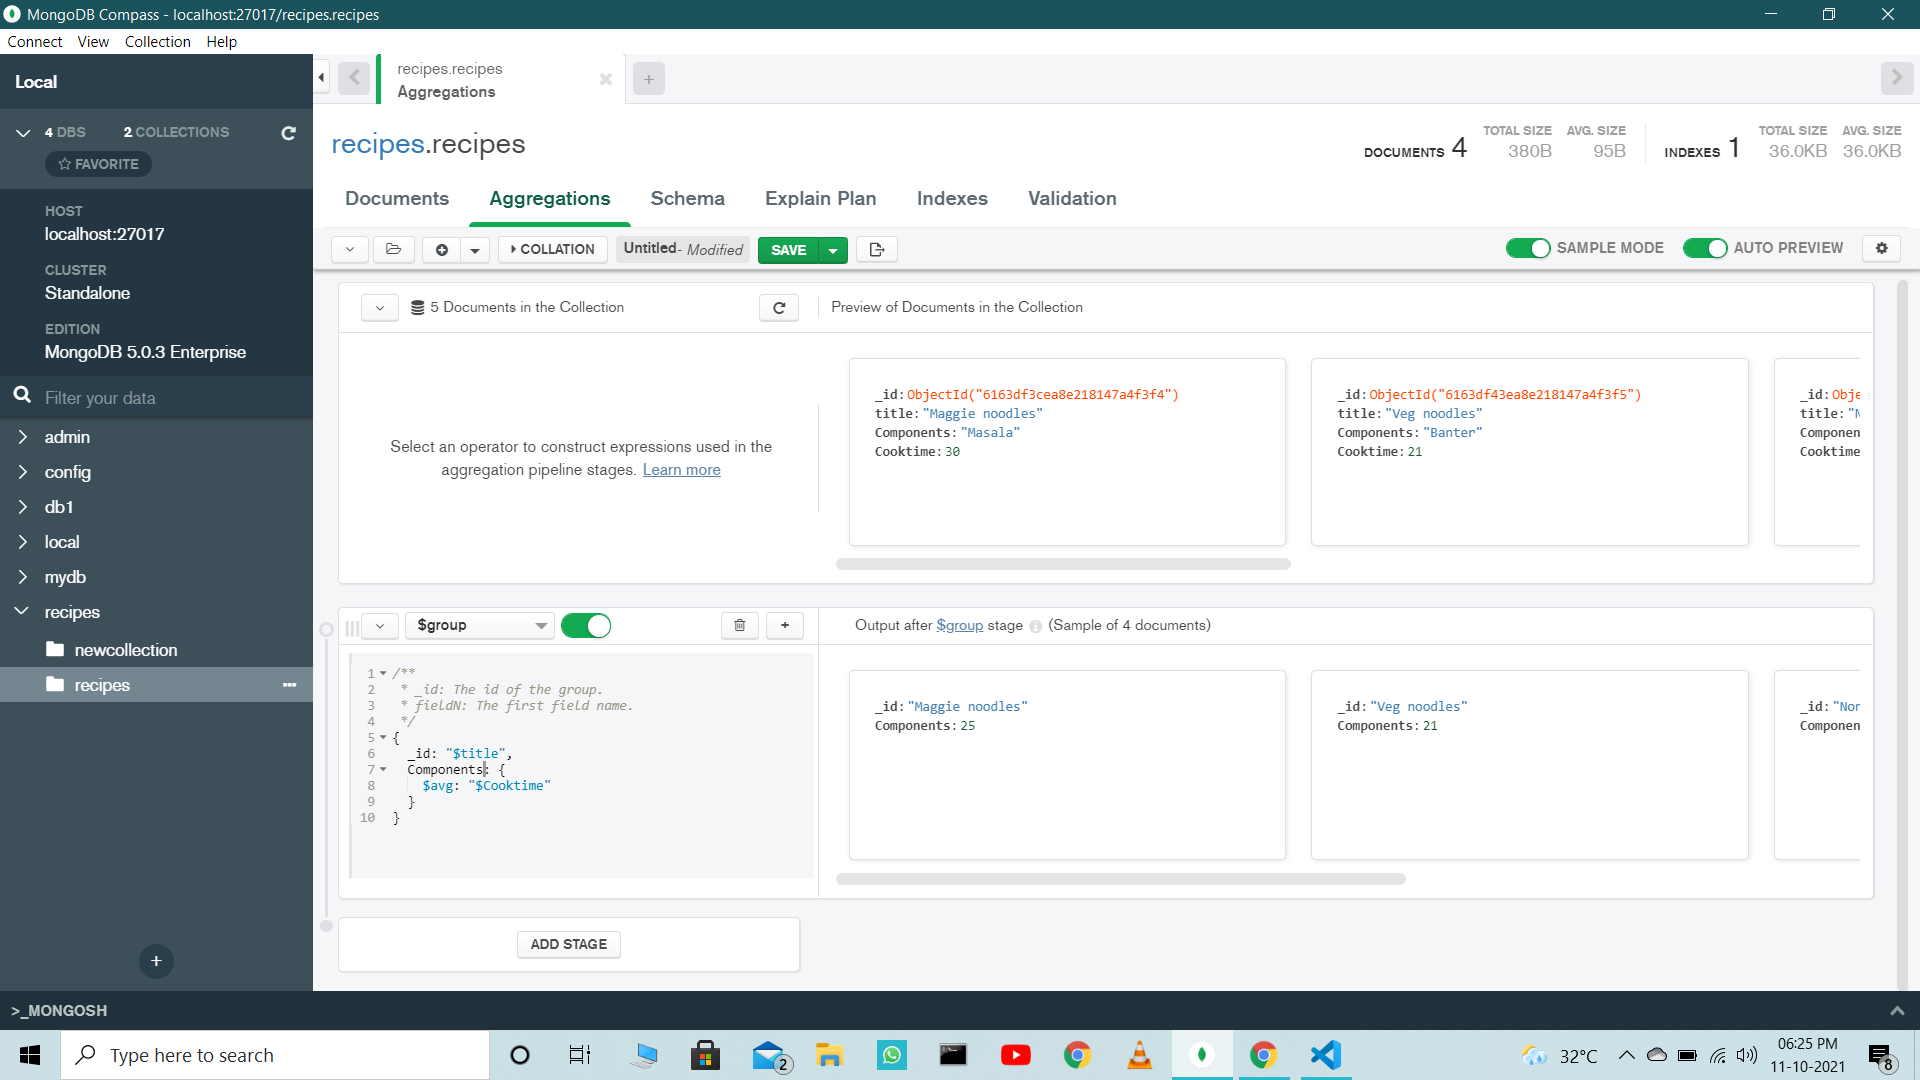 MongoDB Compass - localhost:27017/recipes.recipes
Connect View Collection Help
Local
4 DBS 2 COLLECTIONS
FAVORITE
HOST
localhost:27017
CLUSTER
Standalone
EDITION
MongoDB 5.0.3 Enterprise
Filter your data
admin
config
db1
local
mydb
recipes
newcollection
recipes
recipes.recipes
Aggregations
recipes.recipes
DOCUMENTS 4 TOTAL SIZE 380B AVG. SIZE 95B INDEXES 1 TOTAL SIZE 36.0KB AVG. SIZE 36.0KB
Documents Aggregations Schema Explain Plan Indexes Validation
COLLATION Untitled- Modified SAVE SAMPLE MODE AUTO PREVIEW
5 Documents in the Collection Preview of Documents in the Collection
Select an operator to construct expressions used in the
aggregation pipeline stages. Learn more
_id:ObjectId("6163df3cea8e218147a4f3f4")
title:"Maggie noodles"
Components:"Masala"
Cooktime:30
_id:ObjectId("6163df43ea8e218147a4f3f5")
title:"Veg noodles"
Components:"Banter"
Cooktime:21
_id:Obje
title:"N
Componen
Cooktime
$group
Output after $group stage (Sample of 4 documents)
1 /**
2 * _id: The id of the group.
3 * fieldN: The first field name.
4 */
5 {
6 _id: "$title",
7 Components: {
8 $avg: "$Cooktime"
9 }
10 }
_id:"Maggie noodles"
Components:25
_id:"Veg noodles"
Components:21
_id:"Nor
Componen
ADD STAGE
>_MONGOSH
Type here to search
2
32°C
06:25 PM
11-10-2021
8